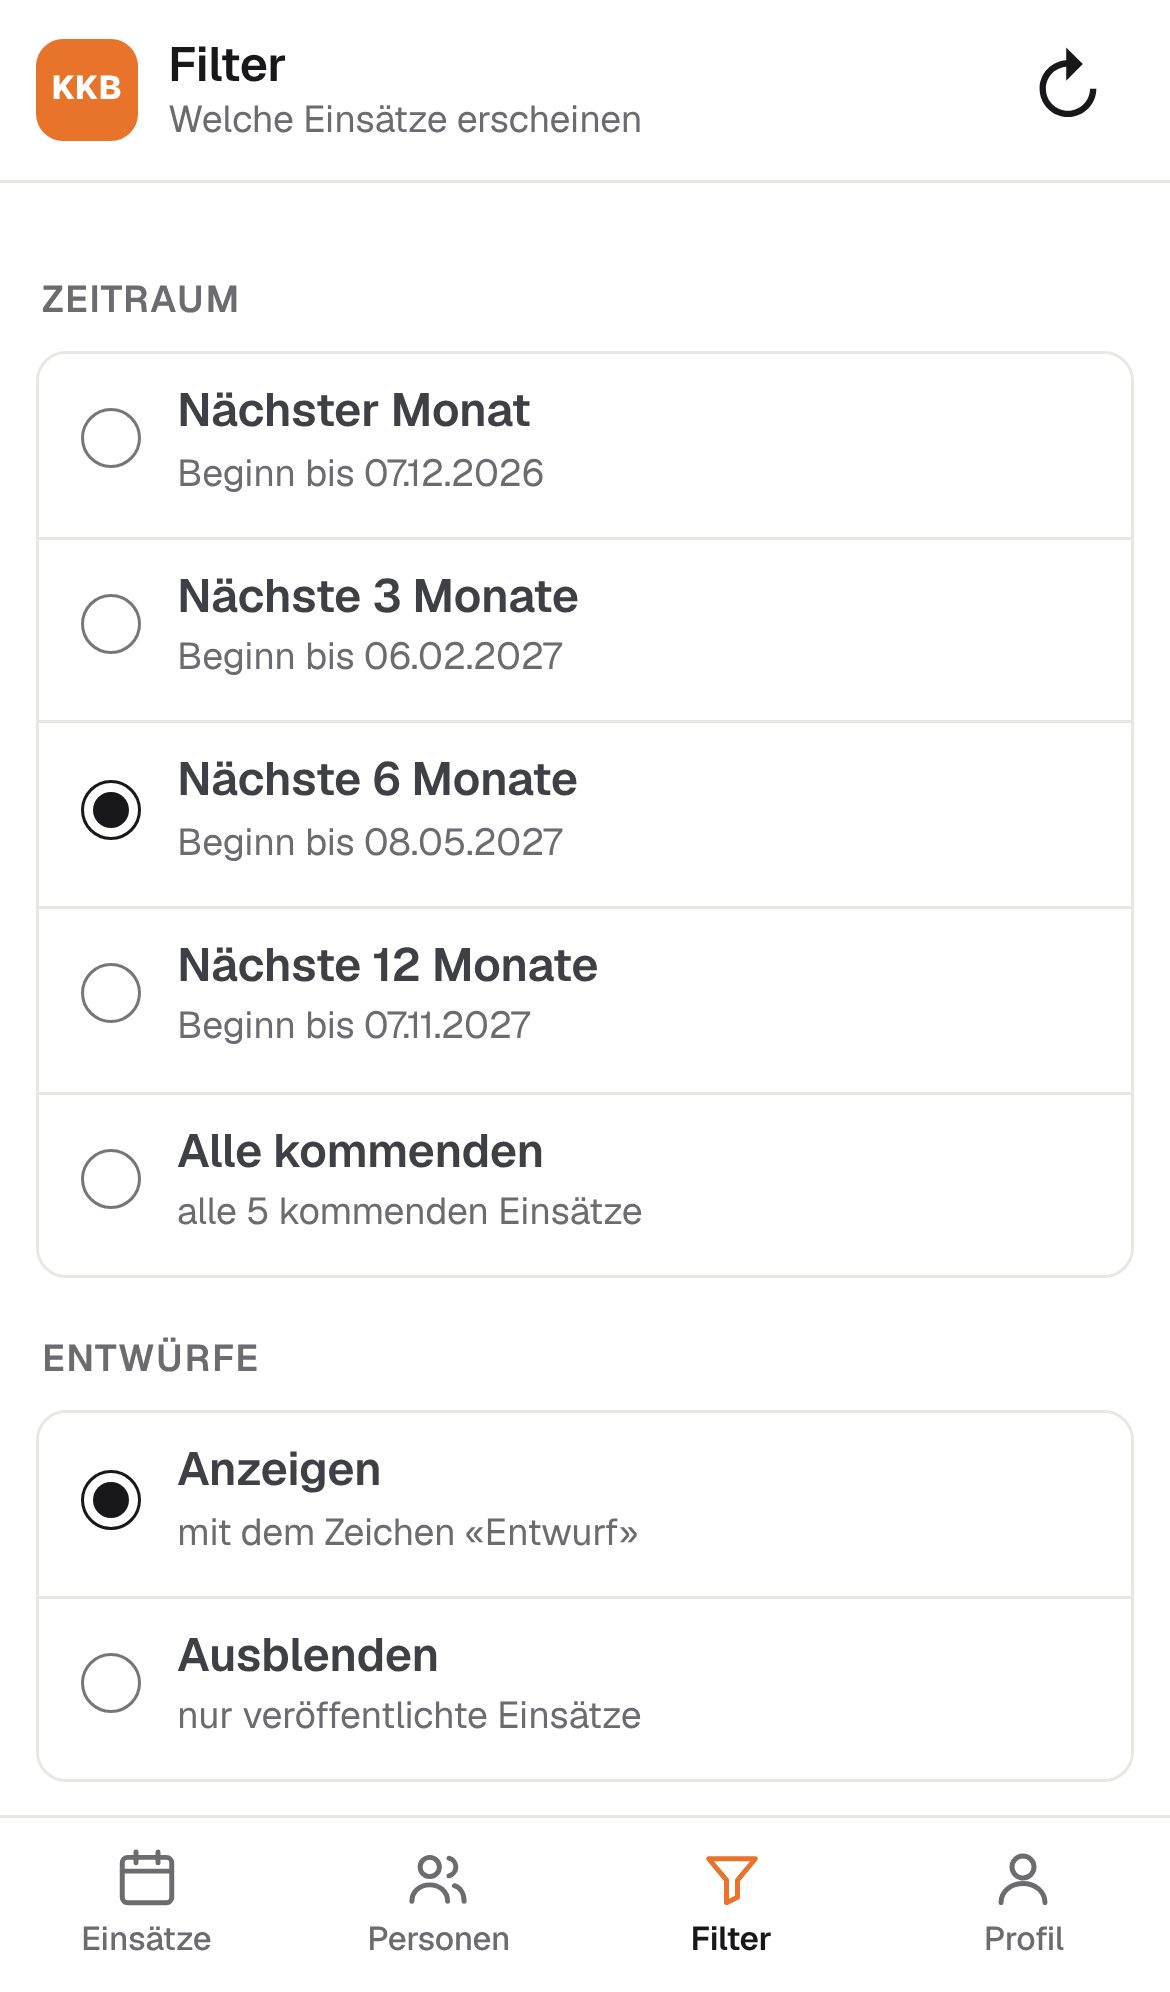 KKB
Filter
Welche Einsätze erscheinen
ZEITRAUM
Nächster Monat
Beginn bis 07.12.2026
Nächste 3 Monate
Beginn bis 06.02.2027
Nächste 6 Monate
Beginn bis 08.05.2027
Nächste 12 Monate
Beginn bis 07.11.2027
Alle kommenden
alle 5 kommenden Einsätze
ENTWÜRFE
Anzeigen
mit dem Zeichen «Entwurf»
Ausblenden
nur veröffentlichte Einsätze
Einsätze
Personen
Filter
Profil